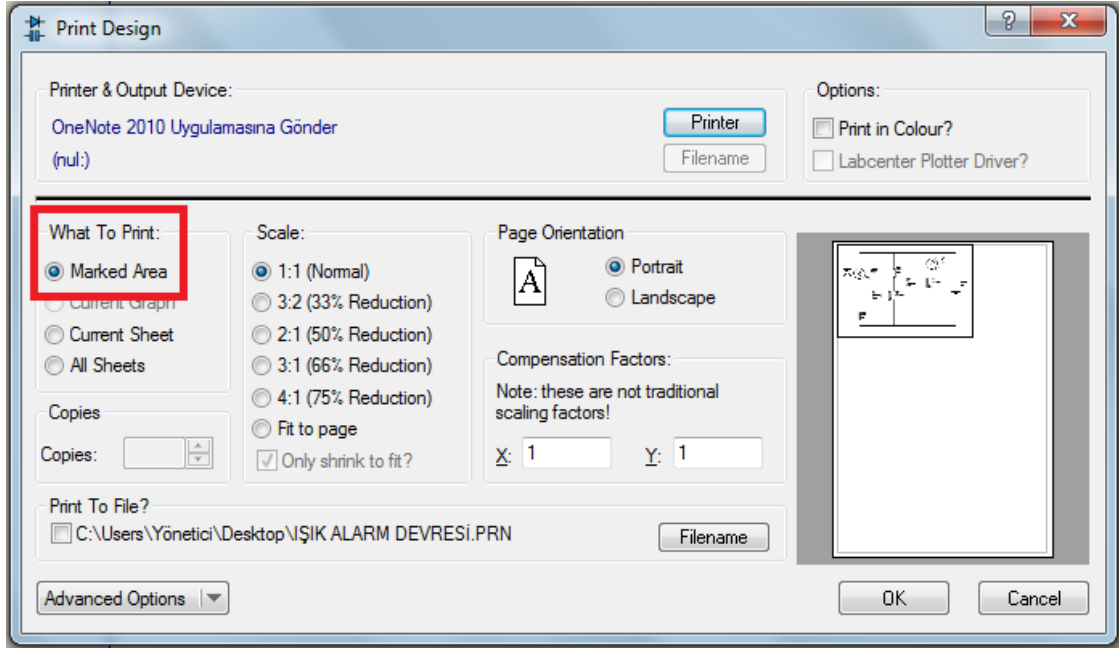 Print Design
Printer & Output Device:
OneNote 2010 Uygulamasına Gönder
(nul:)
Printer
Filename
Options:
Print in Colour?
Labcenter Plotter Driver?
What To Print:
Marked Area
Current Graph
Current Sheet
All Sheets
Copies
Copies:
Scale:
1:1 (Normal)
3:2 (33% Reduction)
2:1 (50% Reduction)
3:1 (66% Reduction)
4:1 (75% Reduction)
Fit to page
Only shrink to fit?
Page Orientation
A
Portrait
Landscape
Compensation Factors:
Note: these are not traditional
scaling factors!
X: 1 Y: 1
Print To File?
C:\Users\Yönetici\Desktop\IŞIK ALARM DEVRESİ.PRN
Filename
Advanced Options
OK
Cancel